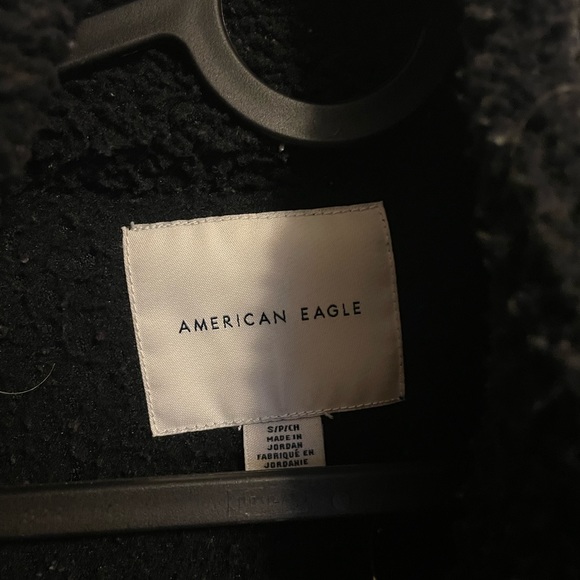 AMERICAN EAGLE
S/P/CH
MADE IN
JORDAN
FABRIQUÉ EN
JORDANIE